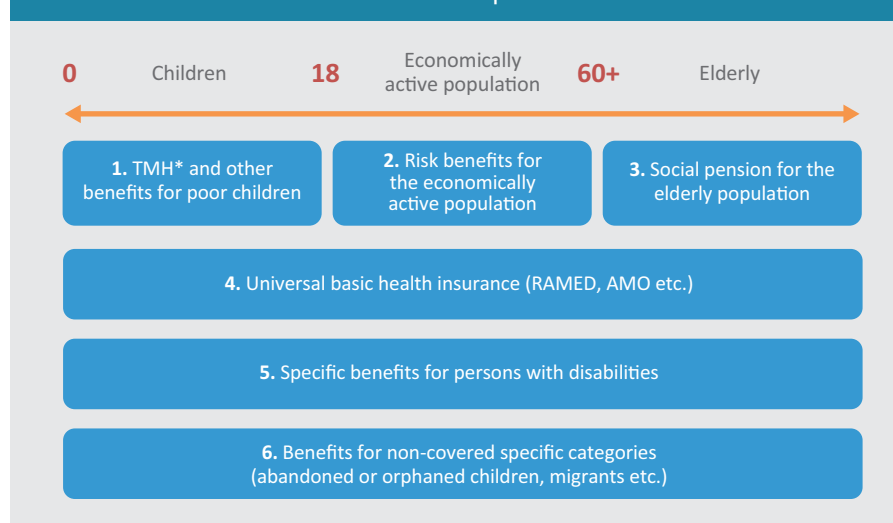 0
Children
18
Economically
active population
60+
Elderly
1. TMH* and other
benefits for poor children
2. Risk benefits for
the economically
active population
3. Social pension for the
elderly population
4. Universal basic health insurance (RAMED, AMO etc.)
5. Specific benefits for persons with disabilities
6. Benefits for non-covered specific categories
(abandoned or orphaned children, migrants etc.)